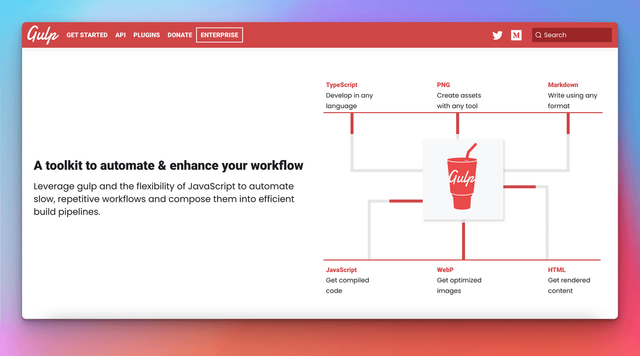 Gulp GET STARTED API PLUGINS DONATE ENTERPRISE M Search
A toolkit to automate & enhance your workflow
Leverage gulp and the flexibility of JavaScript to automate
slow, repetitive workflows and compose them into efficient
build pipelines.
TypeScript
Develop in any
language
PNG
Create assets
with any tool
Markdown
Write using any
format
Gulp
JavaScript
Get compiled
code
WebP
Get optimized
images
HTML
Get rendered
content